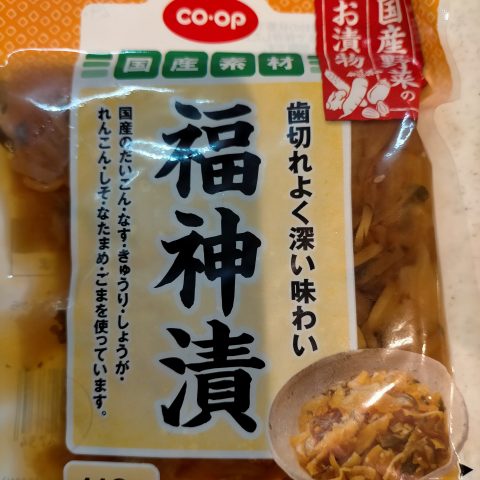 co・op
国産野菜の
お漬物
国産素材
歯切れよく深い味わい
福神漬
国産のだいこん・なす・きゅうり・しょうが・
れんこん・しそ・なたまめ・ごまを使っています。